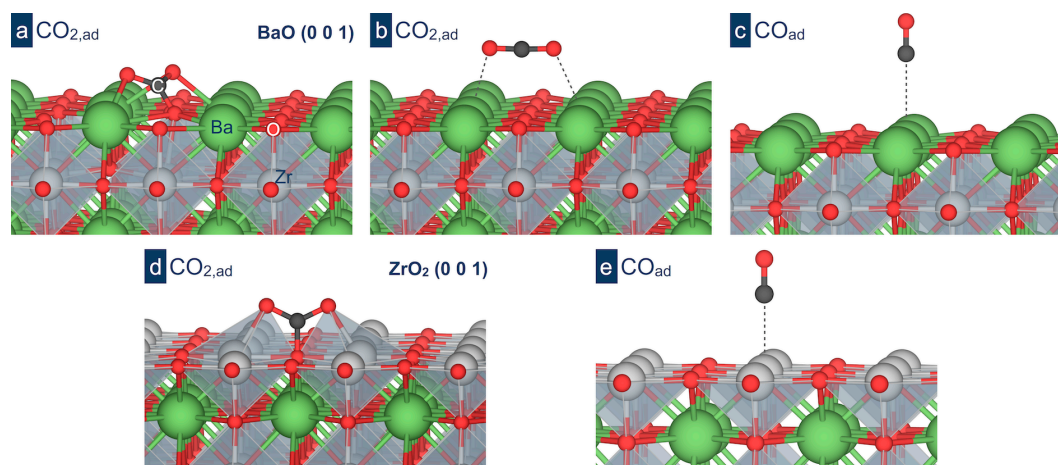 a CO2,ad BaO (0 0 1)
b CO2,ad
c COad
C
Ba
O
Zr
d CO2,ad ZrO2 (0 0 1)
e COad